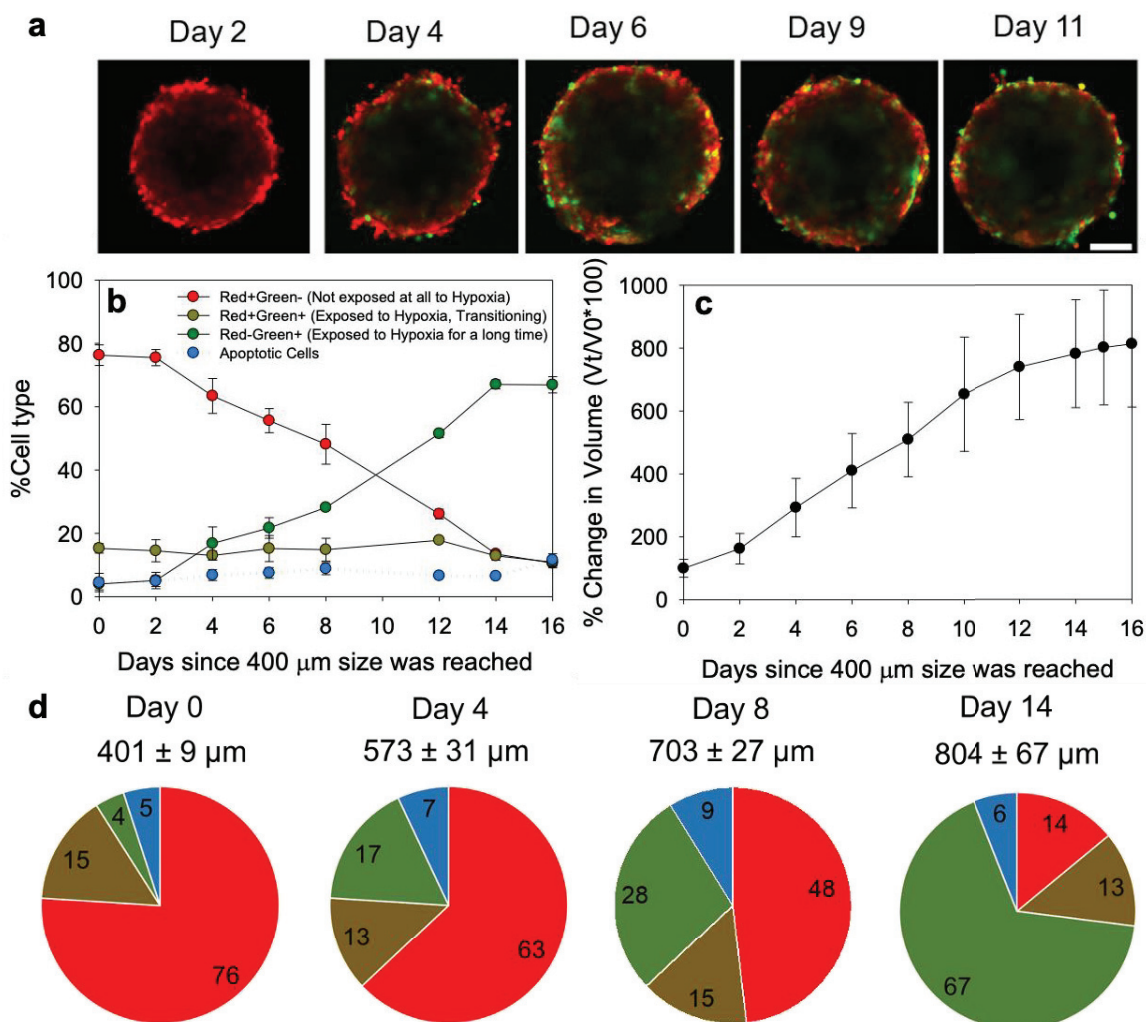 a
Day 2
Day 4
Day 6
Day 9
Day 11
b
Red+Green- (Not exposed at all to Hypoxia)
Red+Green+ (Exposed to Hypoxia, Transitioning)
Red-Green+ (Exposed to Hypoxia for a long time)
Apoptotic Cells
100
80
60
40
20
0
%Cell type
0 2 4 6 8 10 12 14 16
Days since 400 μm size was reached
c
1000
800
600
400
200
0
% Change in Volume (Vt/V0*100)
0 2 4 6 8 10 12 14 16
Days since 400 μm size was reached
d
Day 0
401 ± 9 μm
5
4
15
76
Day 4
573 ± 31 μm
7
17
13
63
Day 8
703 ± 27 μm
9
28
48
15
Day 14
804 ± 67 μm
6
14
13
67